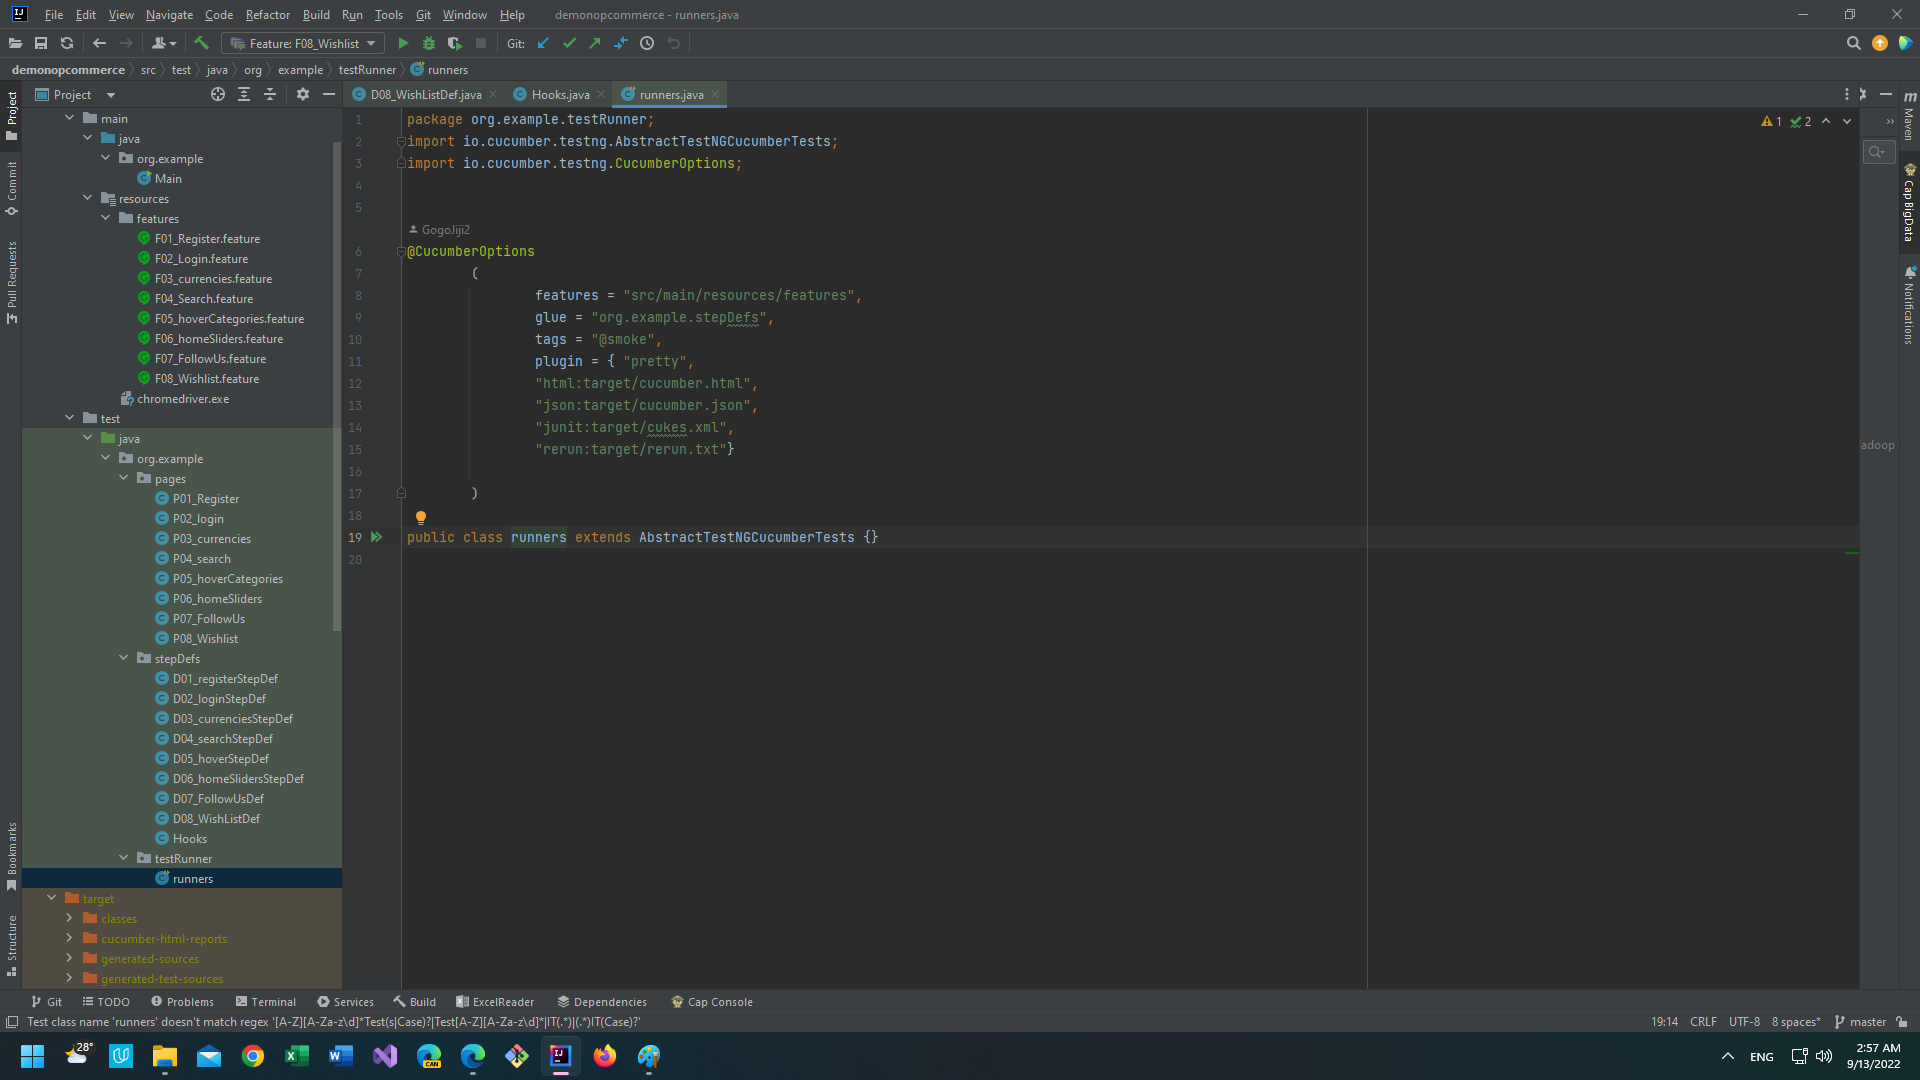 File Edit View Navigate Code Refactor Build Run Tools Git Window Help demonopcommerce - runners.java
Feature: F08_Wishlist Git:
demonopcommerce src test java org example testRunner runners
Project
D08_WishListDef.java Hooks.java runners.java
main
java
org.example
Main
resources
features
F01_Register.feature
F02_Login.feature
F03_currencies.feature
F04_Search.feature
F05_hoverCategories.feature
F06_homeSliders.feature
F07_FollowUs.feature
F08_Wishlist.feature
chromedriver.exe
test
java
org.example
pages
P01_Register
P02_login
P03_currencies
P04_search
P05_hoverCategories
P06_homeSliders
P07_FollowUs
P08_Wishlist
stepDefs
D01_registerStepDef
D02_loginStepDef
D03_currenciesStepDef
D04_searchStepDef
D05_hoverStepDef
D06_homeSlidersStepDef
D07_FollowUsDef
D08_WishListDef
Hooks
testRunner
runners
target
classes
cucumber-html-reports
generated-sources
generated-test-sources
1 package org.example.testRunner;
2 import io.cucumber.testng.AbstractTestNGCucumberTests;
3 import io.cucumber.testng.CucumberOptions;
4
5
GogoJiji2
6 @CucumberOptions
7 (
8 features = "src/main/resources/features",
9 glue = "org.example.stepDefs",
10 tags = "@smoke",
11 plugin = { "pretty",
12 "html:target/cucumber.html",
13 "json:target/cucumber.json",
14 "junit:target/cukes.xml",
15 "rerun:target/rerun.txt"}
16
17 )
18
19 public class runners extends AbstractTestNGCucumberTests {}
20
1 2
adoop
Project
Commit
Pull Requests
Bookmarks
Structure
Maven
Cap BigData
Notifications
Git TODO Problems Terminal Services Build ExcelReader Dependencies Cap Console
Test class name 'runners' doesn't match regex '[A-Z][A-Za-z\d]*Test(s|Case)?|Test[A-Z][A-Za-z\d]*|IT(.*)|(.*)IT(Case)?'
19:14 CRLF UTF-8 8 spaces* master
28°
CAN
ENG
2:57 AM
9/13/2022